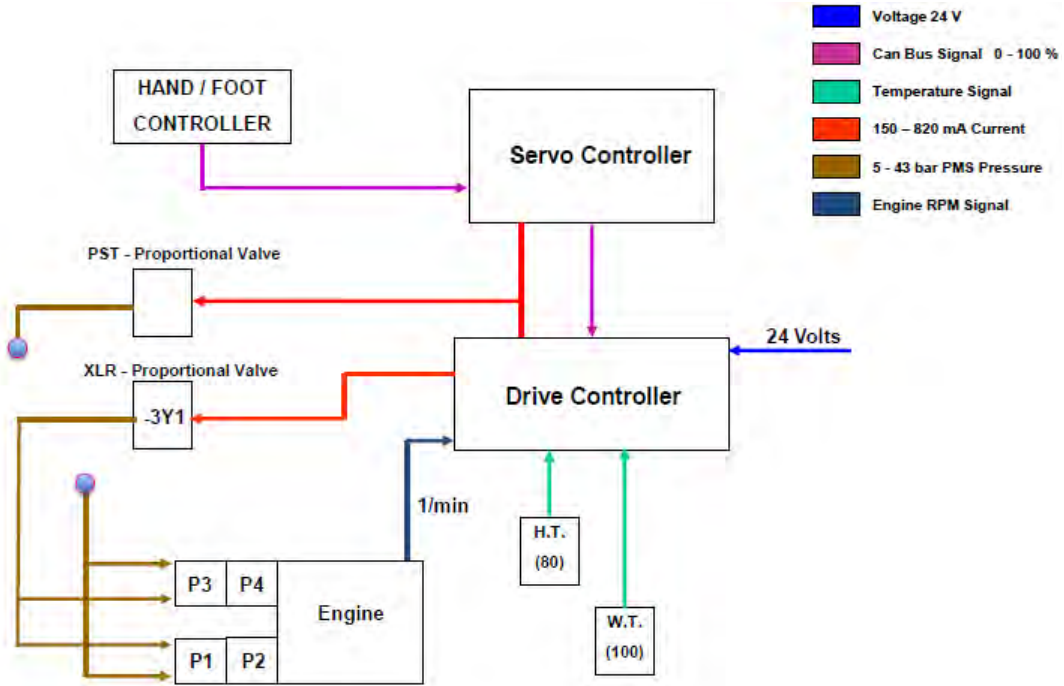 Voltage 24 V
Can Bus Signal 0 - 100 %
Temperature Signal
150 – 820 mA Current
5 - 43 bar PMS Pressure
Engine RPM Signal
HAND / FOOT
CONTROLLER
Servo Controller
PST - Proportional Valve
24 Volts
XLR - Proportional Valve
-3Y1
Drive Controller
1/min
H.T.
(80)
P3
P4
Engine
W.T.
(100)
P1
P2